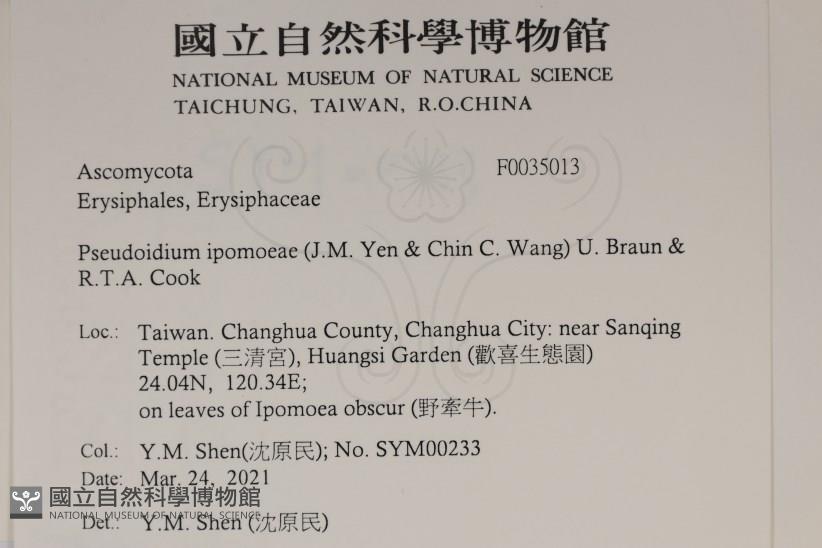 國立自然科學博物館
NATIONAL MUSEUM OF NATURAL SCIENCE
TAICHUNG, TAIWAN, R.O.CHINA
Ascomycota F0035013
Erysiphales, Erysiphaceae
Pseudoidium ipomoeae (J.M. Yen & Chin C. Wang) U. Braun &
R.T.A. Cook
Loc.: Taiwan. Changhua County, Changhua City: near Sanqing
Temple (三清宮), Huangsi Garden (歡喜生態園)
24.04N, 120.34E;
on leaves of Ipomoea obscur (野牽牛).
Col.: Y.M. Shen(沈原民); No. SYM00233
Date: Mar. 24, 2021
國立自然科學博物館
NATIONAL MUSEUM OF NATURAL SCIENCE
Det.: Y.M. Shen (沈原民)